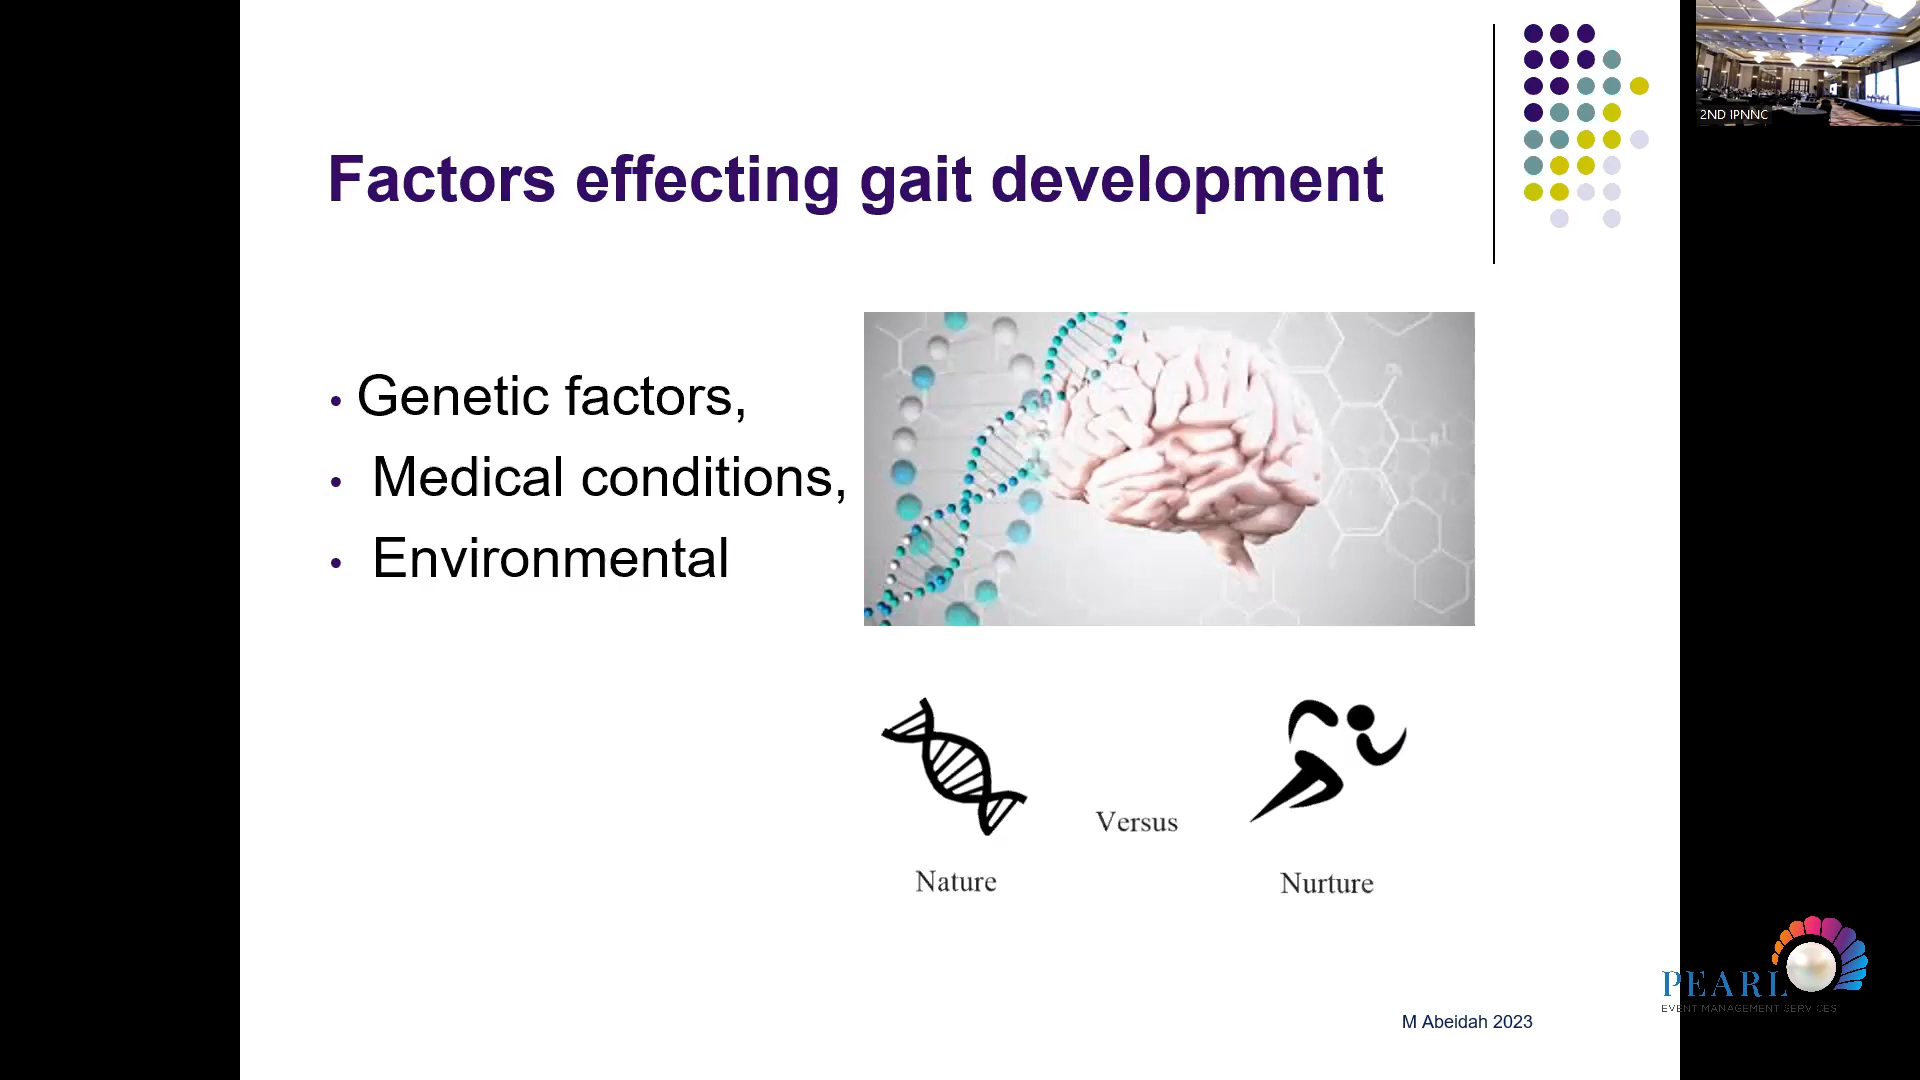 2ND IPNNC
Factors effecting gait development
• Genetic factors,
• Medical conditions,
• Environmental
Versus
Nature
Nurture
PEARL
EVENT MANAGEMENT SERVICES
M Abeidah 2023